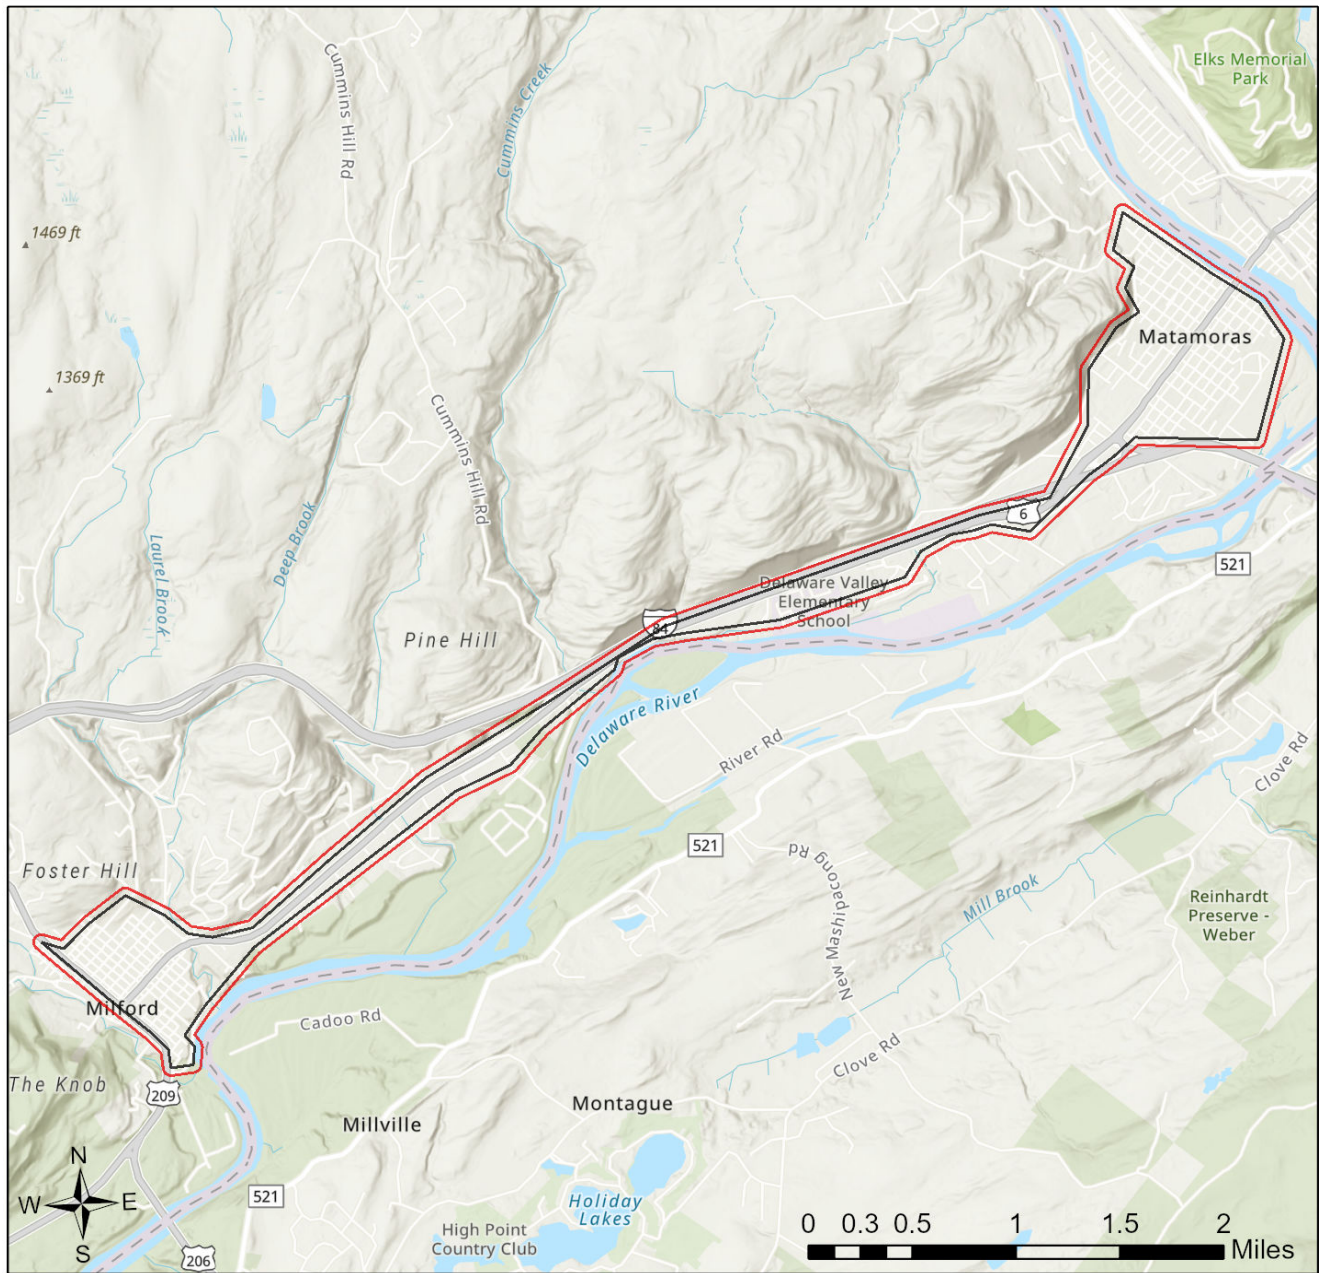 Elks Memorial
Park
Cummins Hill Rd
Cummins Creek
1469 ft
Matamoras
1369 ft
Cummins Hill Rd
6
Laurel Brook
Deep Brook
521
Delaware Valley
Elementary
School
84
Pine Hill
Delaware River
River Rd
Clove Rd
521
New Mashipacong Rd
Foster Hill
Mill Brook
Reinhardt
Preserve -
Weber
Milford
Cadoo Rd
Clove Rd
The Knob
209
Montague
Millville
N
W
E
S
521
Holiday
Lakes
High Point
Country Club
206
0 0.3 0.5 1 1.5 2
Miles